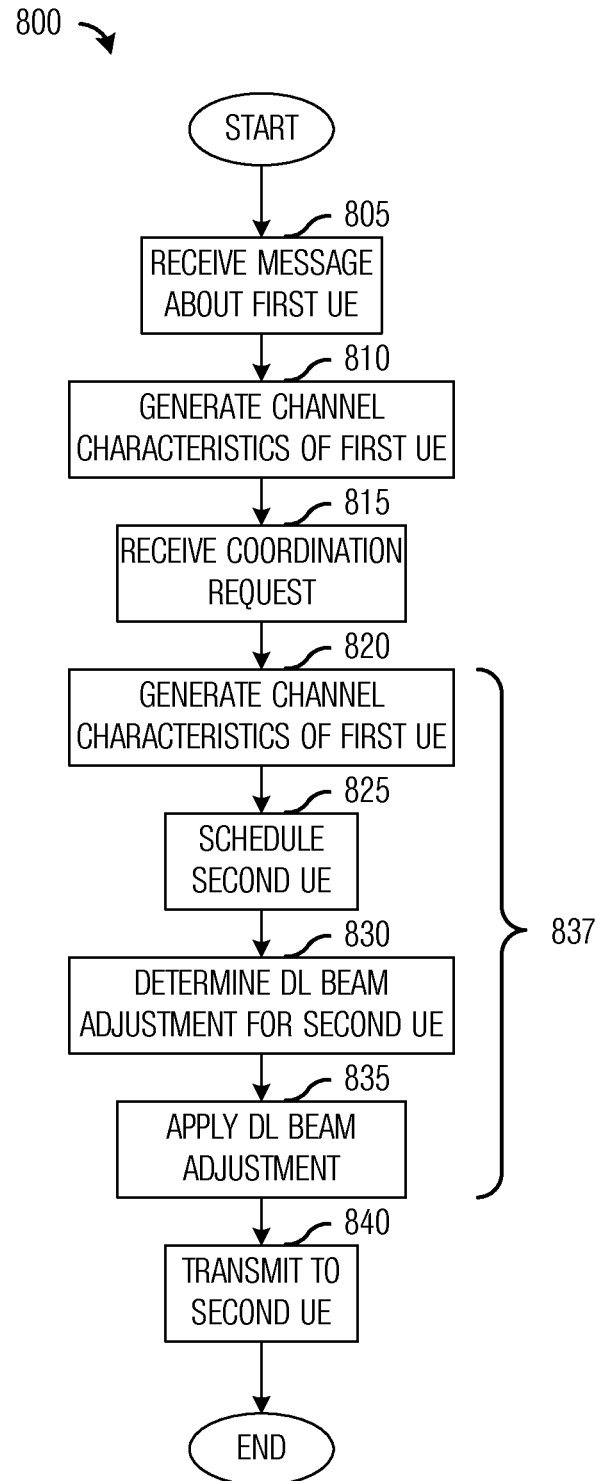 800
START
805
RECEIVE MESSAGE
ABOUT FIRST UE
810
GENERATE CHANNEL
CHARACTERISTICS OF FIRST UE
815
RECEIVE COORDINATION
REQUEST
820
GENERATE CHANNEL
CHARACTERISTICS OF FIRST UE
825
SCHEDULE
SECOND UE
830
DETERMINE DL BEAM
ADJUSTMENT FOR SECOND UE
837
835
APPLY DL BEAM
ADJUSTMENT
840
TRANSMIT TO
SECOND UE
END